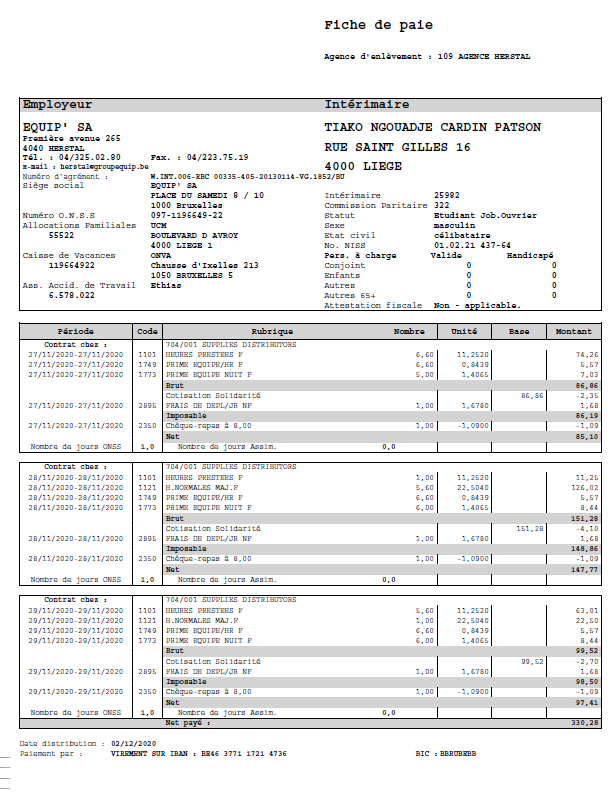 Fiche de paie
Agence d'enlèvement : 109 AGENCE HERSTAL
Employeur Intérimaire
EQUIP' SA TIAKO NGOUADJE CARDIN PATSON
Première avenue 265
4040 HERSTAL RUE SAINT GILLES 16
Tél. : 04/325.02.80 Fax. : 04/223.75.19
E-mail : herstal@groupequip.be 4000 LIEGE
Numéro d'agrément : W.INT.006-RBC 00335-405-20130114-VG.1852/BU
Siège social EQUIP' SA
PLACE DU SAMEDI 8 / 10 Intérimaire 25982
1000 Bruxelles Commission Paritaire 322
Numéro O.N.S.S 097-1196649-22 Statut Etudiant Job.Ouvrier
Allocations Familiales UCM Sexe masculin
55522 BOULEVARD D AVROY Etat civil célibataire
4000 LIEGE 1 No. NISS 01.02.21 437-64
Caisse de Vacances ONVA Pers. à charge Valide Handicapé
119664922 Chausse d'Ixelles 213 Conjoint 0 0
1050 BRUXELLES 5 Enfants 0 0
Ass. Accid. de Travail Ethias Autres 0 0
6.578.022 Autres 65+ 0 0
Attestation fiscale Non - applicable.
Période Code Rubrique Nombre Unité Base Montant
Contrat chez : 704/001 SUPPLIES DISTRIBUTORS
27/11/2020-27/11/2020 1101 HEURES PRESTEES F 6,60 11,2520 74,26
27/11/2020-27/11/2020 1749 PRIME EQUIPE/HR F 6,60 0,8439 5,57
27/11/2020-27/11/2020 1773 PRIME EQUIPE NUIT F 5,00 1,4065 7,03
Brut 86,86
Cotisation Solidarité 86,86 -2,35
27/11/2020-27/11/2020 2895 FRAIS DE DEPL/JR NF 1,00 1,6780 1,68
Imposable 86,19
27/11/2020-27/11/2020 2350 Chèque-repas à 8,00 1,00 -1,0900 -1,09
Net 85,10
Nombre de jours ONSS 1,0 Nombre de jours Assim. 0,0
Contrat chez : 704/001 SUPPLIES DISTRIBUTORS
28/11/2020-28/11/2020 1101 HEURES PRESTEES F 1,00 11,2520 11,25
28/11/2020-28/11/2020 1121 H.NORMALES MAJ.F 5,60 22,5040 126,02
28/11/2020-28/11/2020 1749 PRIME EQUIPE/HR F 6,60 0,8439 5,57
28/11/2020-28/11/2020 1773 PRIME EQUIPE NUIT F 6,00 1,4065 8,44
Brut 151,28
Cotisation Solidarité 151,28 -4,10
28/11/2020-28/11/2020 2895 FRAIS DE DEPL/JR NF 1,00 1,6780 1,68
Imposable 148,86
28/11/2020-28/11/2020 2350 Chèque-repas à 8,00 1,00 -1,0900 -1,09
Net 147,77
Nombre de jours ONSS 1,0 Nombre de jours Assim. 0,0
Contrat chez : 704/001 SUPPLIES DISTRIBUTORS
29/11/2020-29/11/2020 1101 HEURES PRESTEES F 5,60 11,2520 63,01
29/11/2020-29/11/2020 1121 H.NORMALES MAJ.F 1,00 22,5040 22,50
29/11/2020-29/11/2020 1749 PRIME EQUIPE/HR F 6,60 0,8439 5,57
29/11/2020-29/11/2020 1773 PRIME EQUIPE NUIT F 6,00 1,4065 8,44
Brut 99,52
Cotisation Solidarité 99,52 -2,70
29/11/2020-29/11/2020 2895 FRAIS DE DEPL/JR NF 1,00 1,6780 1,68
Imposable 98,50
29/11/2020-29/11/2020 2350 Chèque-repas à 8,00 1,00 -1,0900 -1,09
Net 97,41
Nombre de jours ONSS 1,0 Nombre de jours Assim. 0,0
Net payé : 330,28
Date distribution : 02/12/2020
Paiement par : VIREMENT SUR IBAN : BE46 3771 1721 4736 BIC : BBRUBEBB